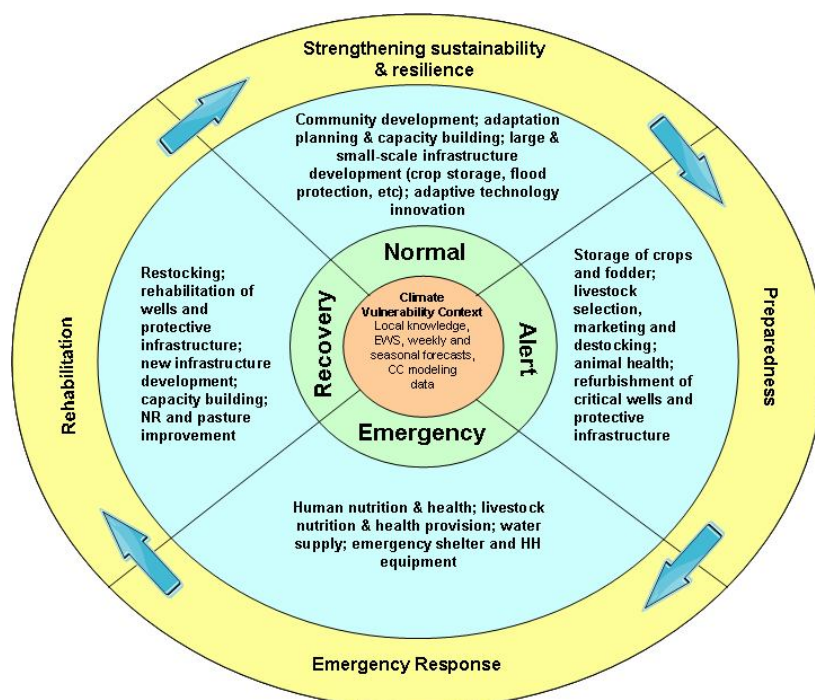 Strengthening sustainability
& resilience
Community development; adaptation
planning & capacity building; large &
small-scale infrastructure
development (crop storage, flood
protection, etc); adaptive technology
innovation
Normal
Climate
Vulnerability Context
Local knowledge,
EWS, weekly and
seasonal forecasts,
CC modeling
data
Recovery
Alert
Emergency
Restocking;
rehabilitation of
wells and
protective
infrastructure;
new infrastructure
development;
capacity building;
NR and pasture
improvement
Storage of crops
and fodder;
livestock
selection,
marketing and
destocking;
animal health;
refurbishment of
critical wells and
protective
infrastructure
Rehabilitation
Preparedness
Human nutrition & health; livestock
nutrition & health provision; water
supply; emergency shelter and HH
equipment
Emergency Response